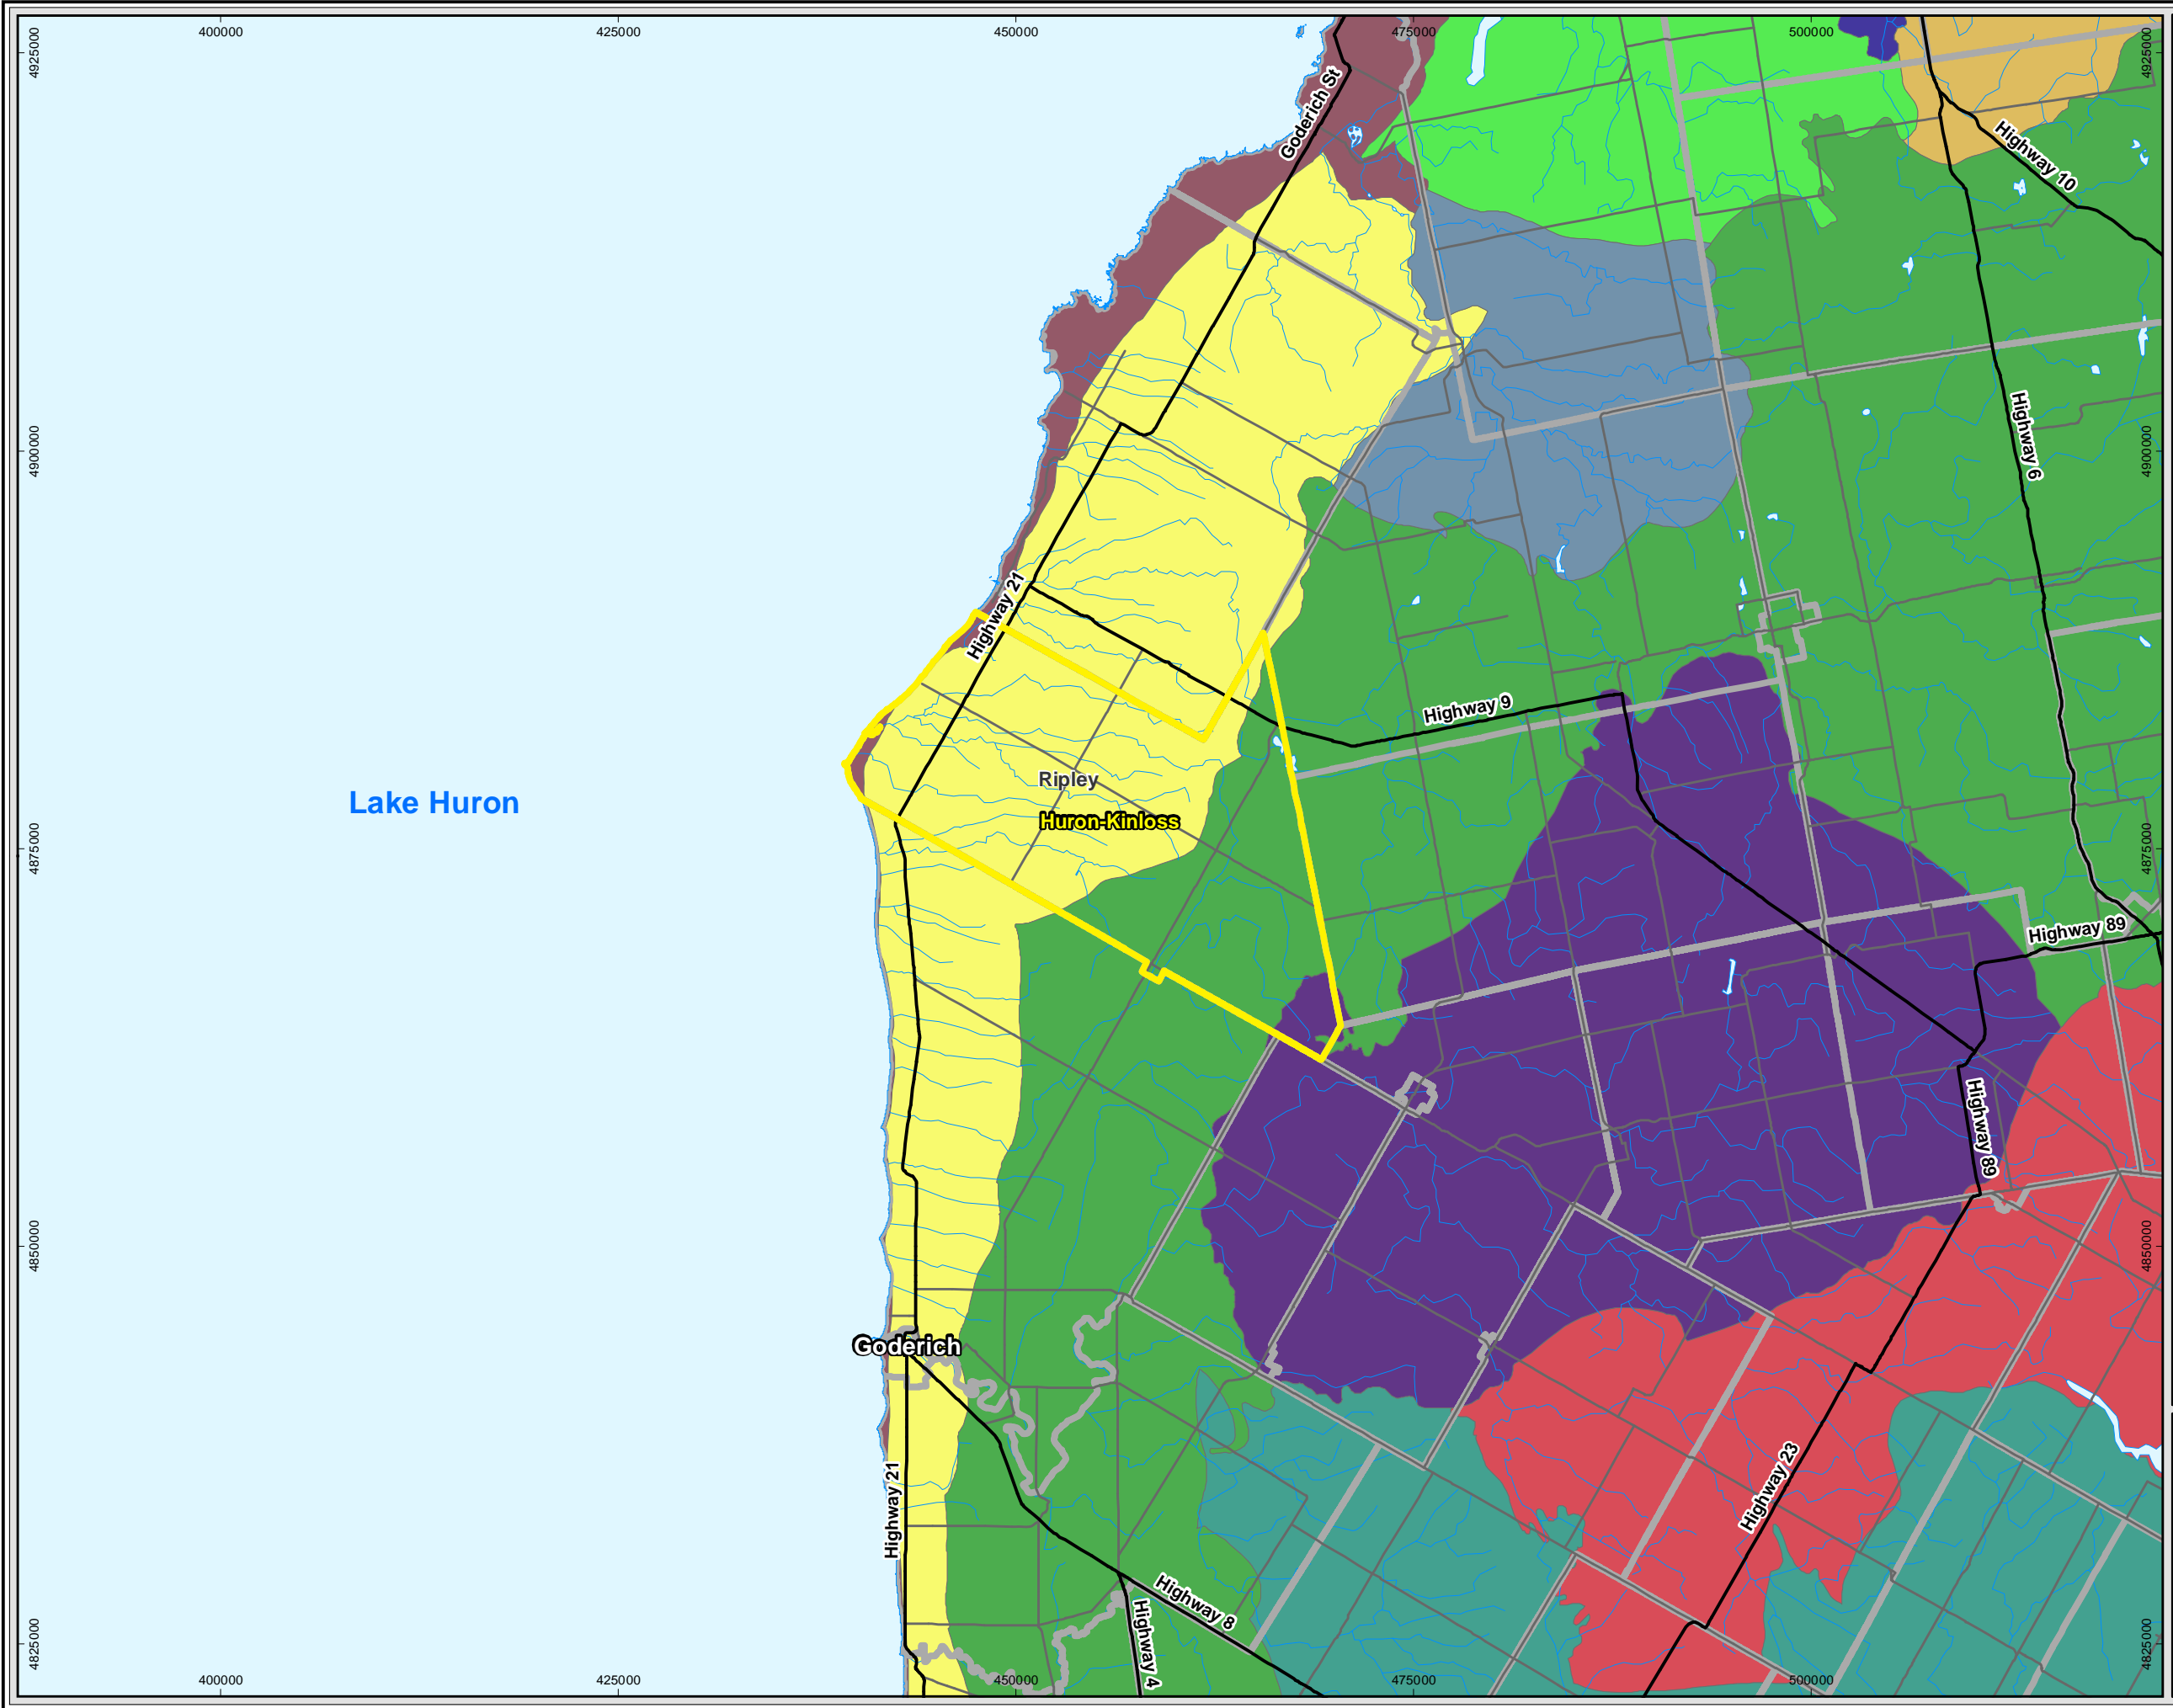 400000
425000
450000
475000
500000
4925000
4925000
Goderich St
Highway 10
Highway 6
4900000
4900000
Highway 21
Highway 9
Ripley
Lake Huron
Huron-Kinloss
4875000
4875000
Highway 89
Highway 89
4850000
4850000
Goderich
Highway 21
Highway 23
Highway 8
Highway 4
4825000
4825000
400000
425000
450000
475000
500000